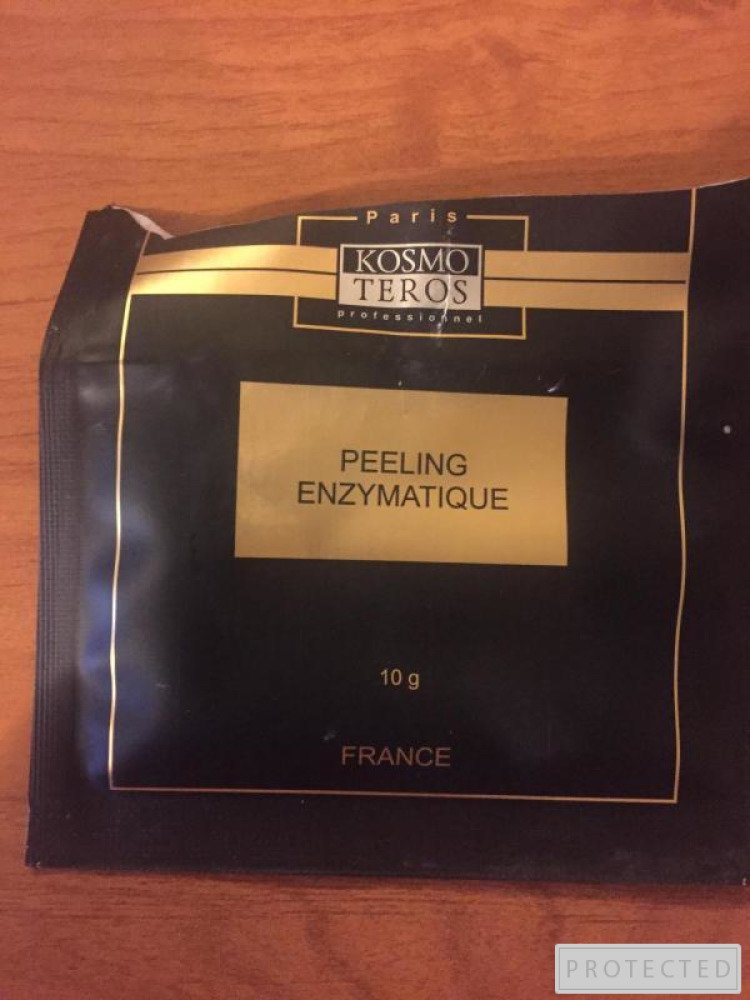 Paris
KOSMO
TEROS
professionnel
PEELING
ENZYMATIQUE
10 g
FRANCE
PROTECTED